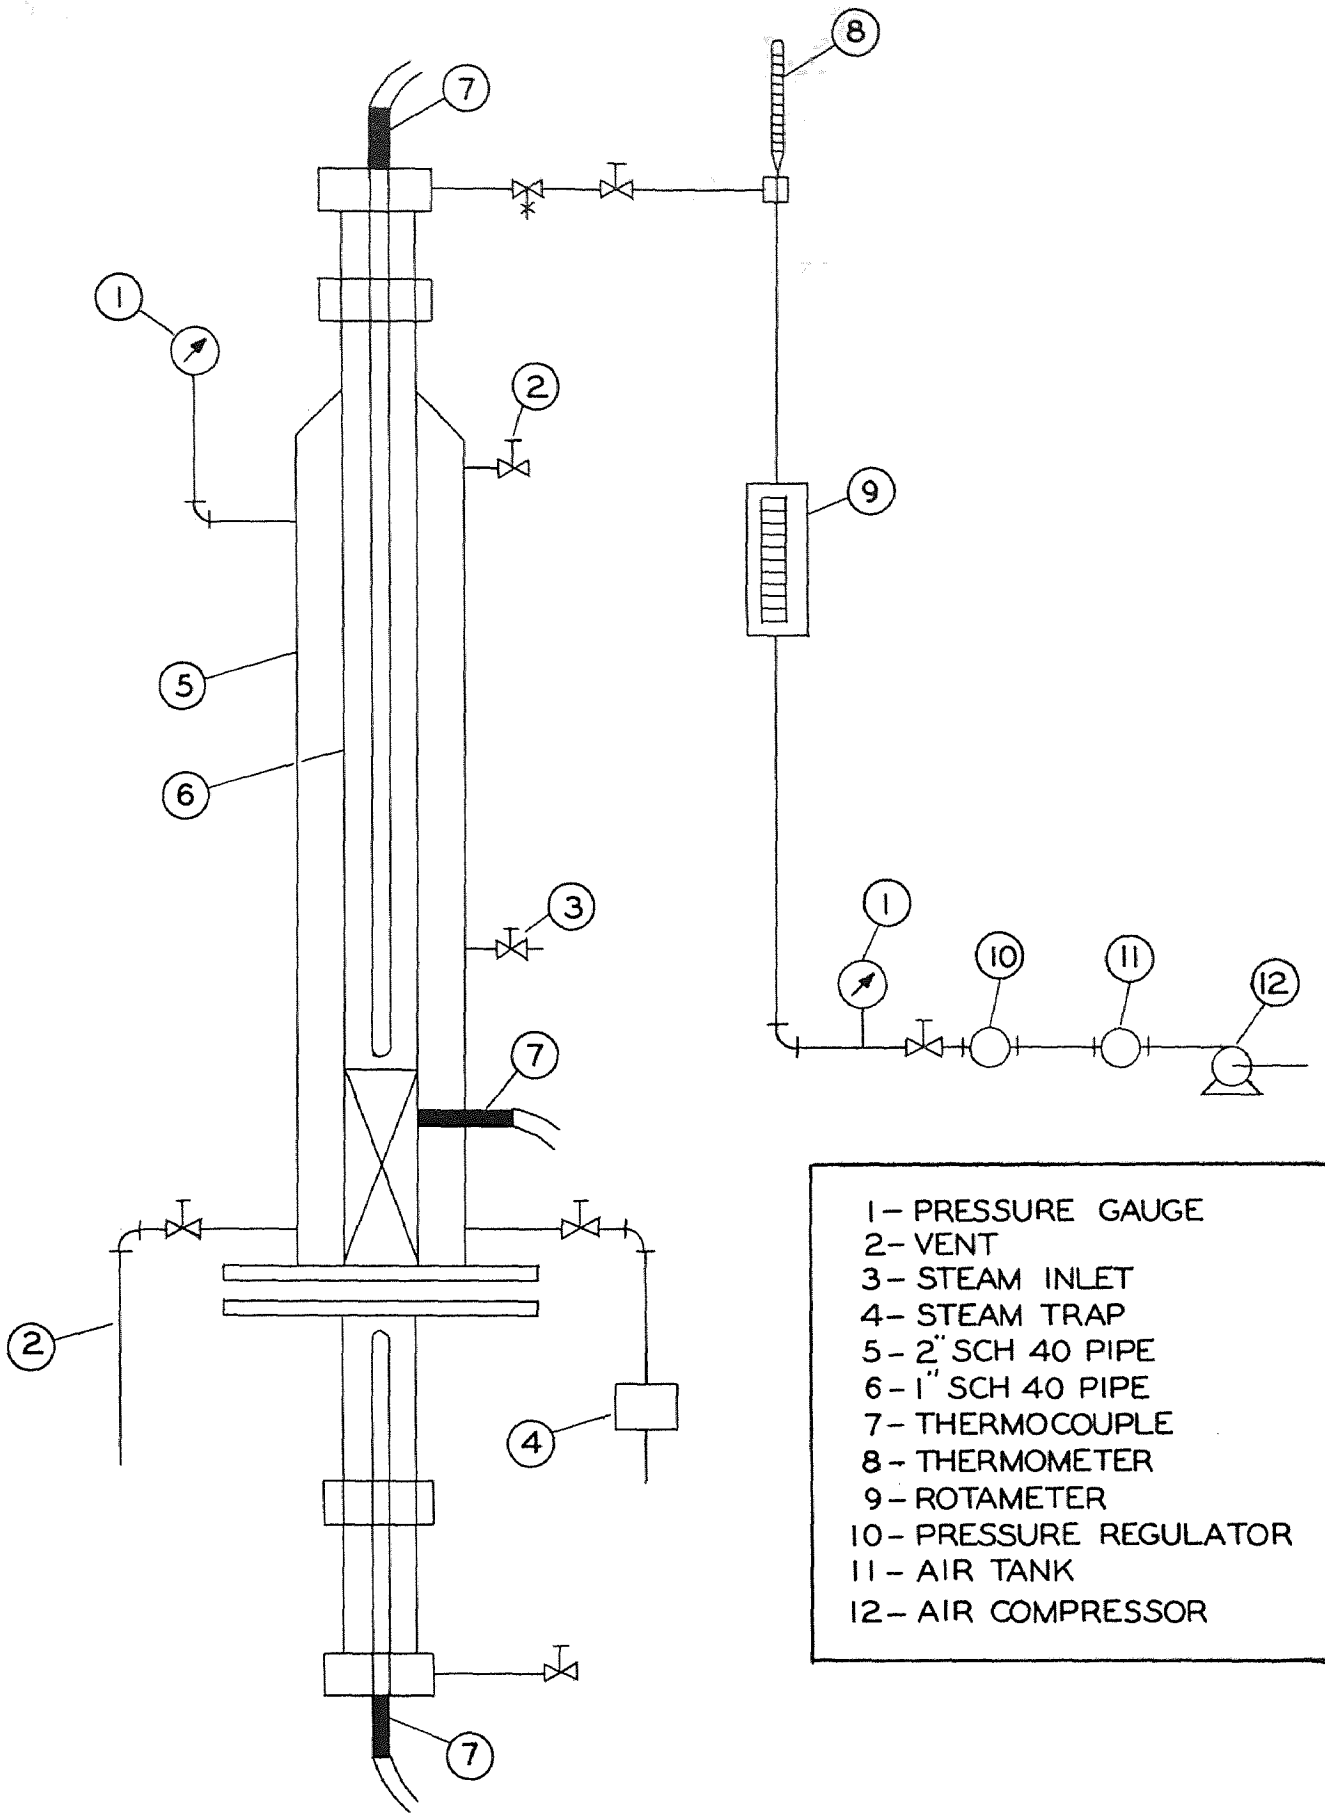 8
7
1
2
9
5
6
3
1
10
11
12
7
2
4
7
1- PRESSURE GAUGE
2- VENT
3- STEAM INLET
4- STEAM TRAP
5- 2" SCH 40 PIPE
6- 1" SCH 40 PIPE
7- THERMOCOUPLE
8- THERMOMETER
9- ROTAMETER
10- PRESSURE REGULATOR
11- AIR TANK
12- AIR COMPRESSOR